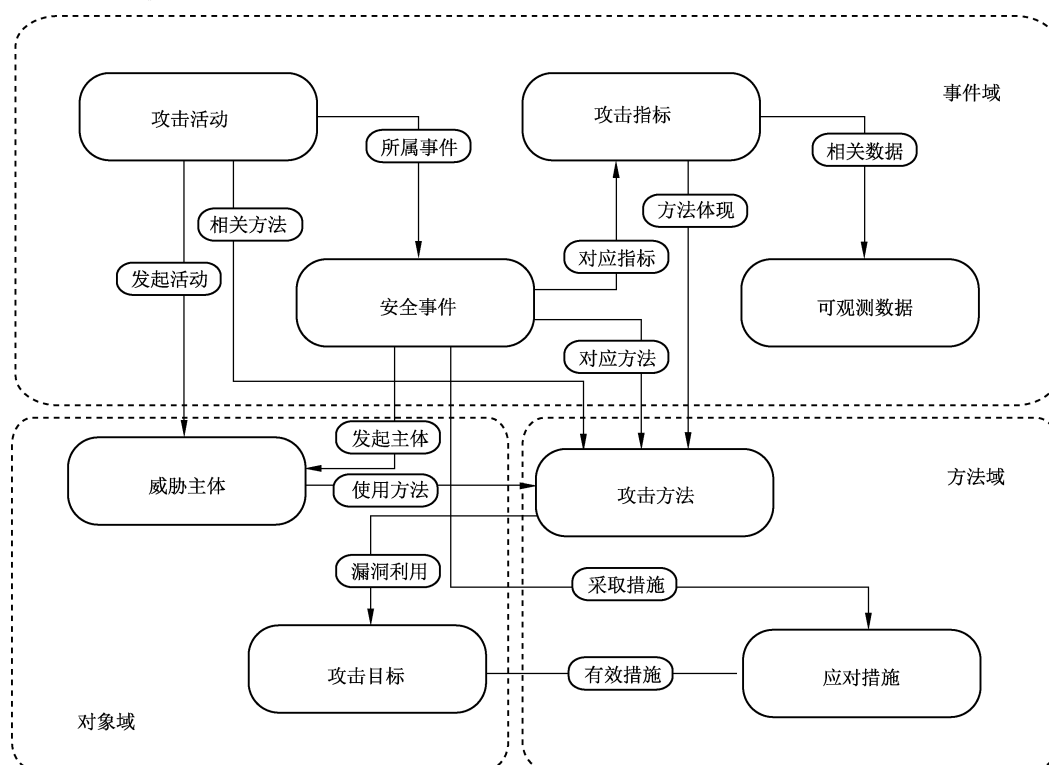 事件域
攻击活动
攻击指标
所属事件
相关数据
相关方法
方法体现
对应指标
发起活动
安全事件
可观测数据
对应方法
发起主体
威胁主体
使用方法
攻击方法
方法域
漏洞利用
采取措施
攻击目标
有效措施
应对措施
对象域